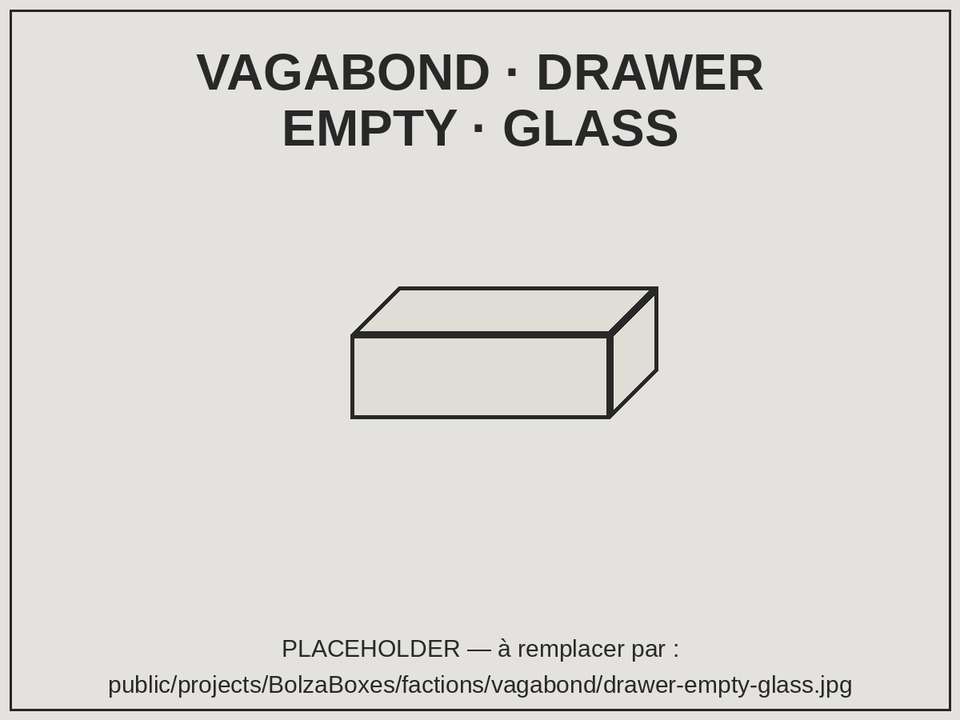 VAGABOND · DRAWER
EMPTY · GLASS
PLACEHOLDER — à remplacer par :
public/projects/BolzaBoxes/factions/vagabond/drawer-empty-glass.jpg